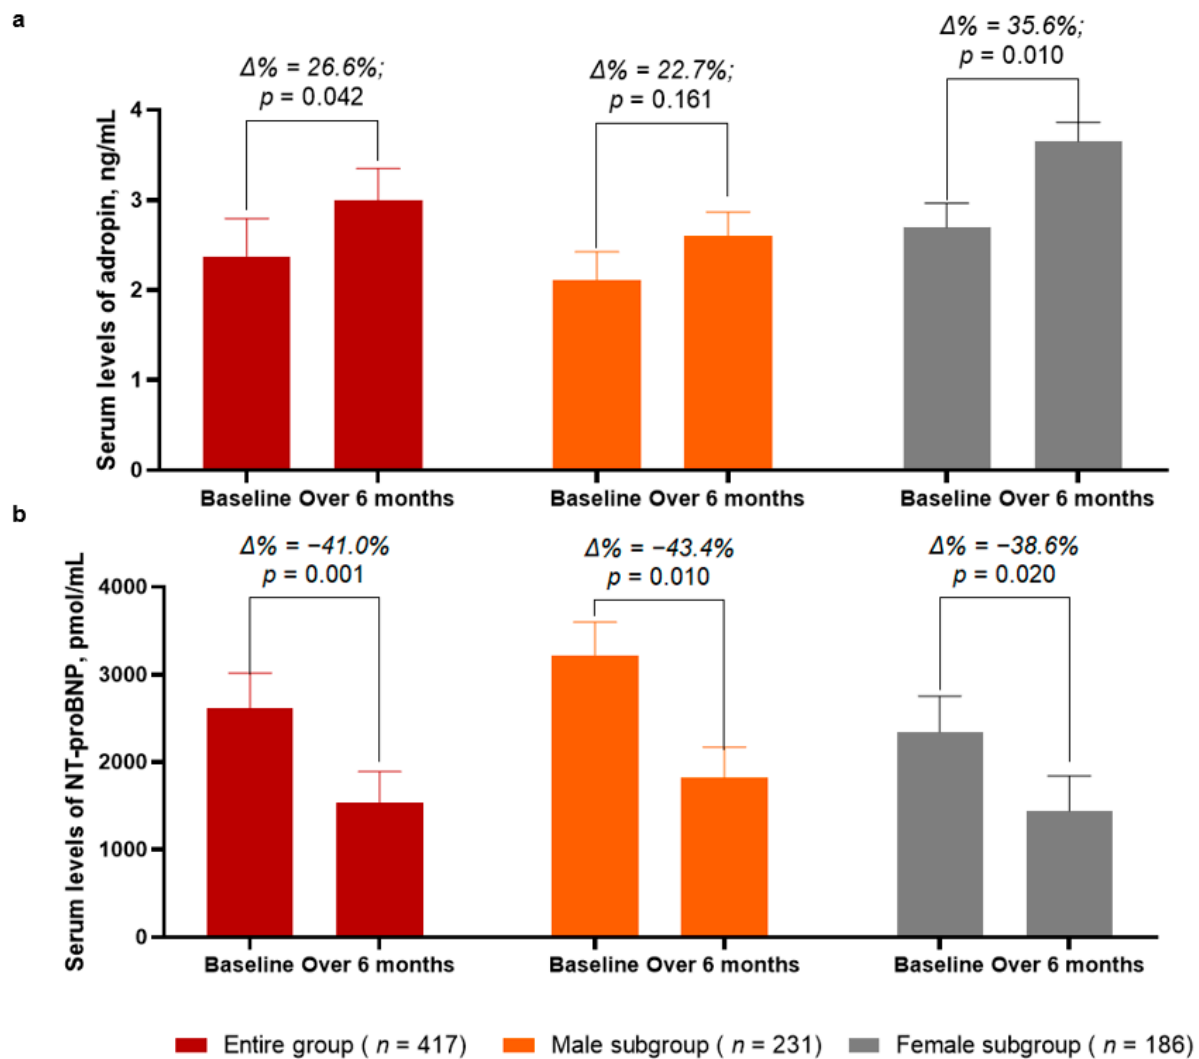 a
Δ% = 26.6%;
p = 0.042
Δ% = 22.7%;
p = 0.161
Δ% = 35.6%;
p = 0.010
Serum levels of adropin, ng/mL
4
3
2
1
0
Baseline Over 6 months
Baseline Over 6 months
Baseline Over 6 months
b
Δ% = −41.0%
p = 0.001
Δ% = −43.4%
p = 0.010
Δ% = −38.6%
p = 0.020
Serum levels of NT-proBNP, pmol/mL
4000
3000
2000
1000
0
Baseline Over 6 months
Baseline Over 6 months
Baseline Over 6 months
Entire group ( n = 417)
Male subgroup ( n = 231)
Female subgroup ( n = 186)